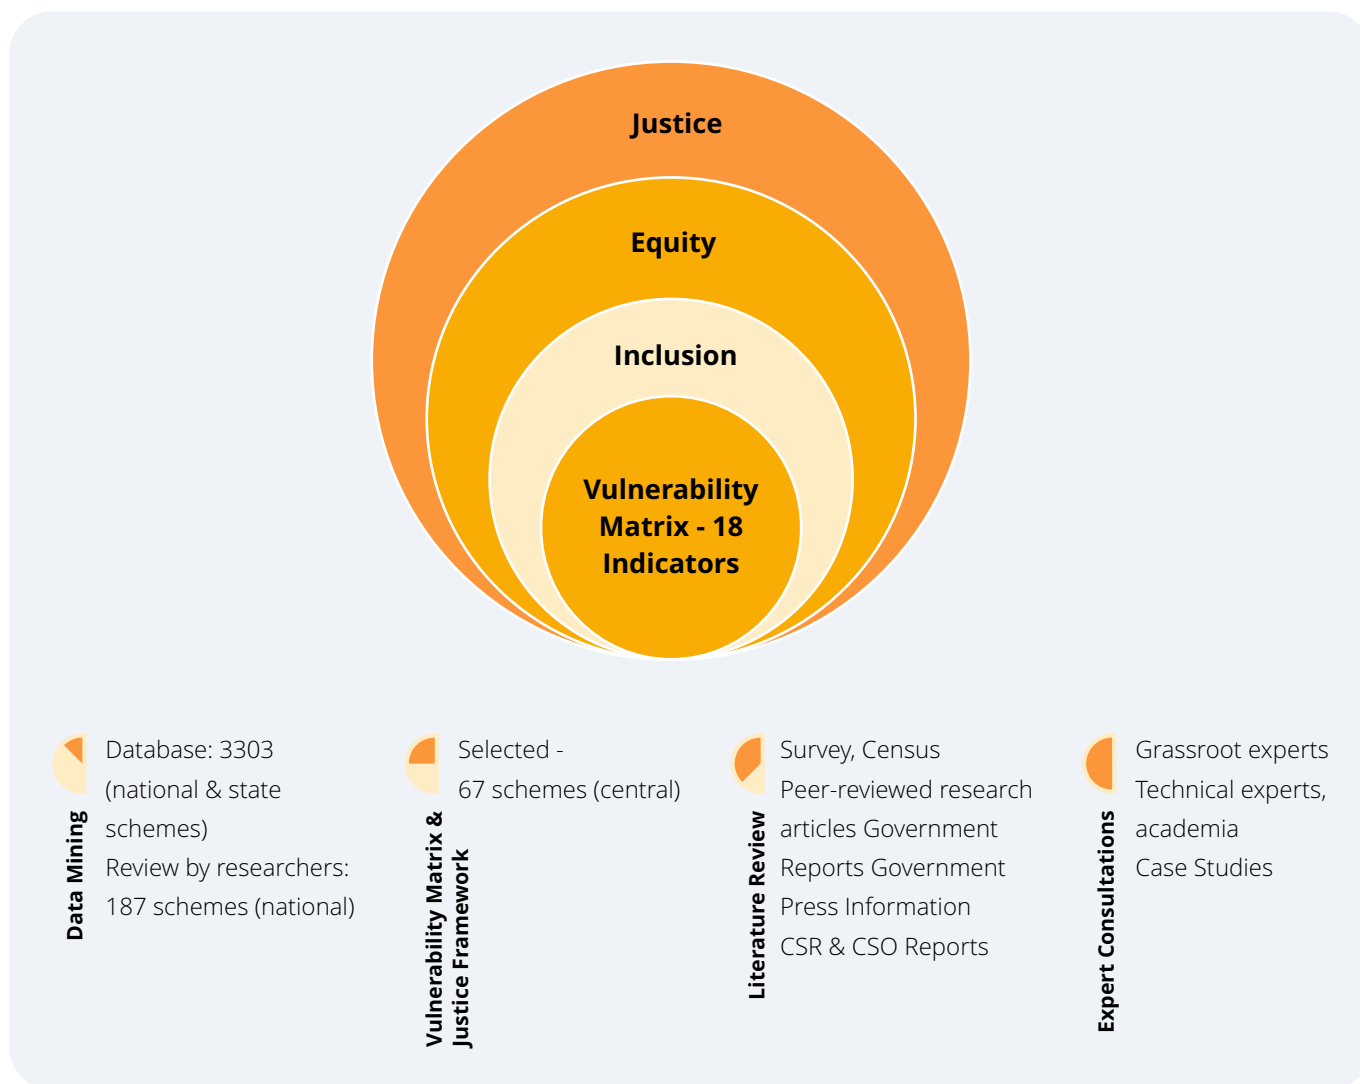 Justice
Equity
Inclusion
Vulnerability
Matrix - 18
Indicators
Data Mining
Database: 3303
(national & state
schemes)
Review by researchers:
187 schemes (national)
Vulnerability Matrix &
Justice Framework
Selected -
67 schemes (central)
Literature Review
Survey, Census
Peer-reviewed research
articles Government
Reports Government
Press Information
CSR & CSO Reports
Expert Consultations
Grassroot experts
Technical experts,
academia
Case Studies